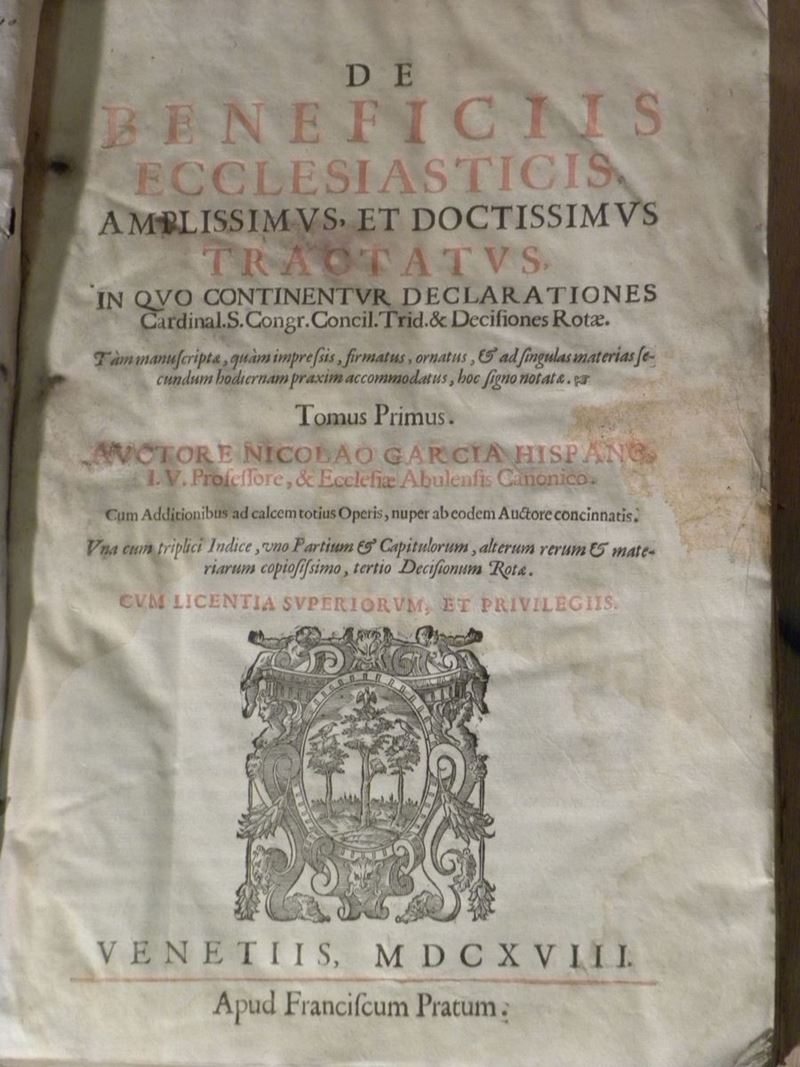 DE
BENEFICIIS
ECCLESIASTICIS,
AMPLISSIMVS, ET DOCTISSIMVS
TRACTATVS,
IN QVO CONTINENTVR DECLARATIONES
Cardinal.S.Congr.Concil.Trid.& Deciſiones Rotæ.
Tàm manuſcriptæ, quàm impreſsis, firmatus, ornatus, & ad ſingulas materias ſe-
cundum hodiernam praxim accommodatus, hoc ſigno notatæ. ☞
Tomus Primus.
AVCTORE NICOLAO GARCIA HISPANO,
I. V. Profeſſore, & Eccleſiæ Abulenſis Canonico.
Cum Additionibus ad calcem totius Operis, nuper ab eodem Auctore concinnatis.
Vna cum triplici Indice, vno Partium & Capitulorum, alterum rerum & mate-
riarum copioſiſsimo, tertio Deciſionum Rotæ.
CVM LICENTIA SVPERIORVM, ET PRIVILEGIIS.
VENETIIS, MDCXVIII.
Apud Franciſcum Pratum.